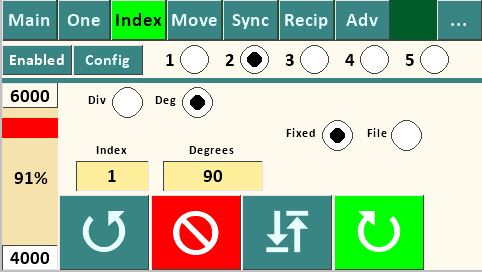 Main One Index Move Sync Recip Adv ...
Enabled Config 1 2 3 4 5
6000 Div Deg
Fixed File
Index Degrees
91% 1 90
4000